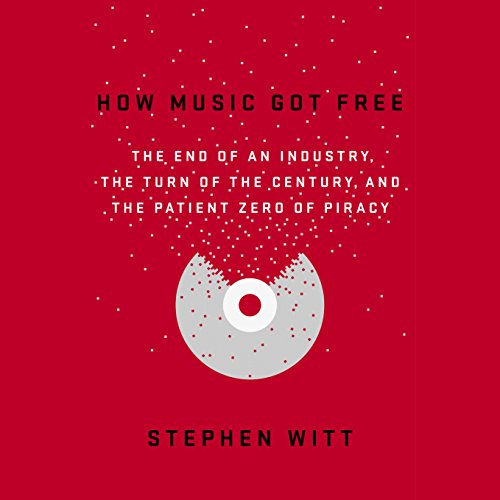 HOW MUSIC GOT FREE
THE END OF AN INDUSTRY,
THE TURN OF THE CENTURY, AND
THE PATIENT ZERO OF PIRACY
STEPHEN WITT